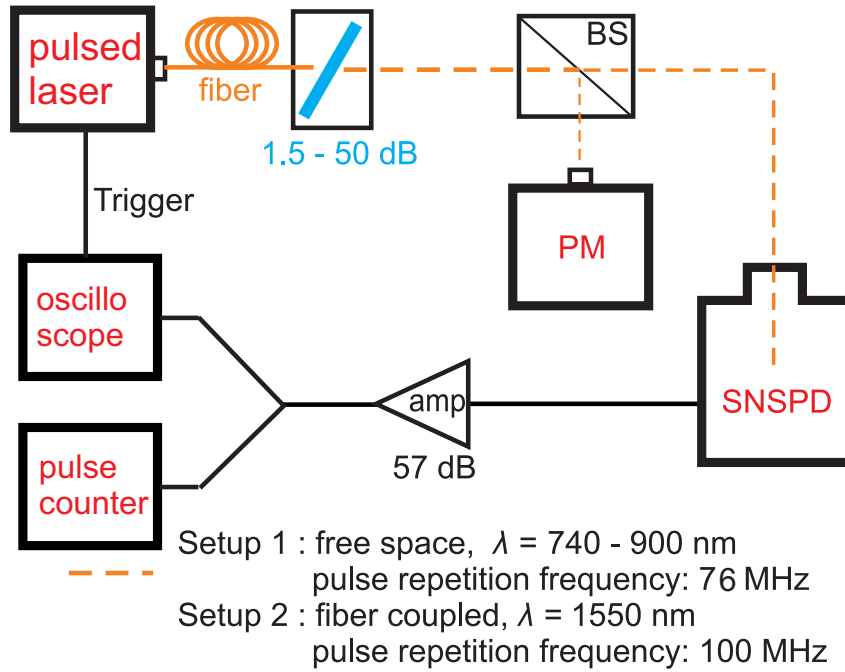 pulsed
laser
fiber
1.5 - 50 dB
BS
Trigger
PM
oscillo
scope
amp
57 dB
SNSPD
pulse
counter
Setup 1 : free space, λ = 740 - 900 nm
pulse repetition frequency: 76 MHz
Setup 2 : fiber coupled, λ = 1550 nm
pulse repetition frequency: 100 MHz